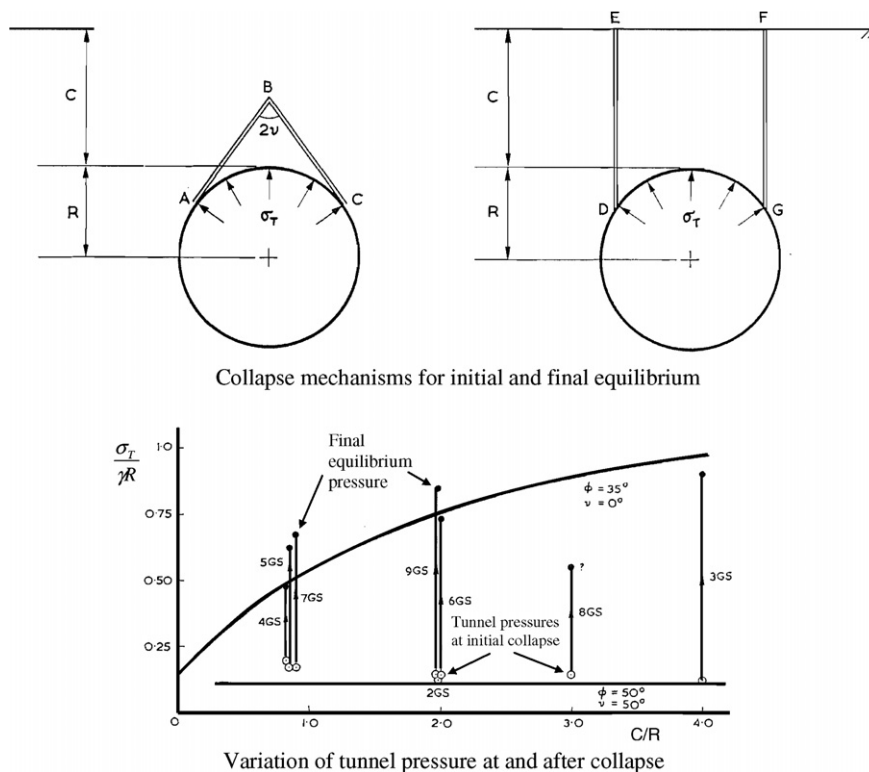 E F
C C
B
2ν
A C D G
R σT R σT
Collapse mechanisms for initial and final equilibrium
σT
γR
1·0
Final
equilibrium
pressure
0·75
φ = 35°
ν = 0°
5GS
9GS
3GS
0·50
7GS
6GS
?
4GS
8GS
Tunnel pressures
at initial collapse
0·25
2GS
φ = 50°
ν = 50°
0 1·0 2·0 3·0 C/R 4·0
Variation of tunnel pressure at and after collapse